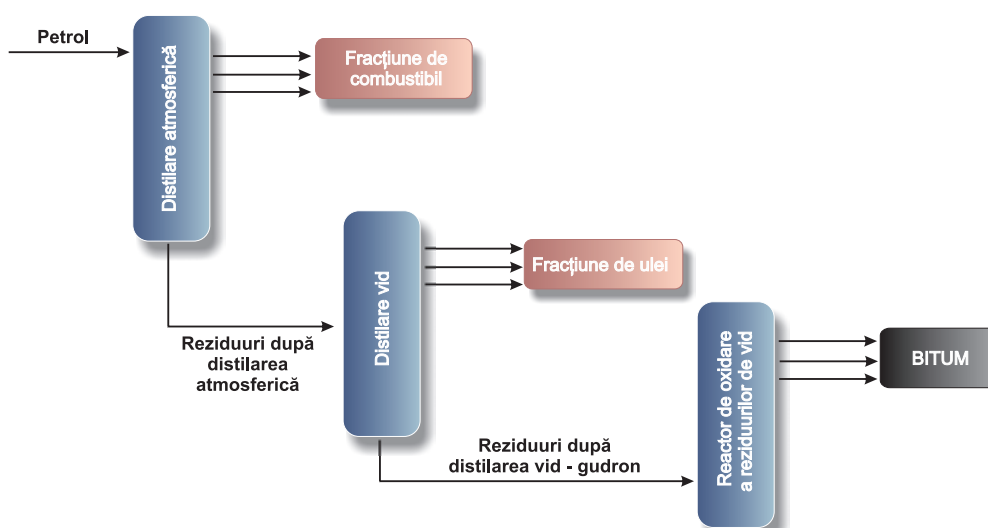 Petrol
Distilare atmosferică
Fracțiune de
combustibil
Reziduuri după
distilarea
atmosferică
Distilare vid
Fracțiune de ulei
Reziduuri după
distilarea vid - gudron
Reactor de oxidare
a reziduurilor de vid
BITUM